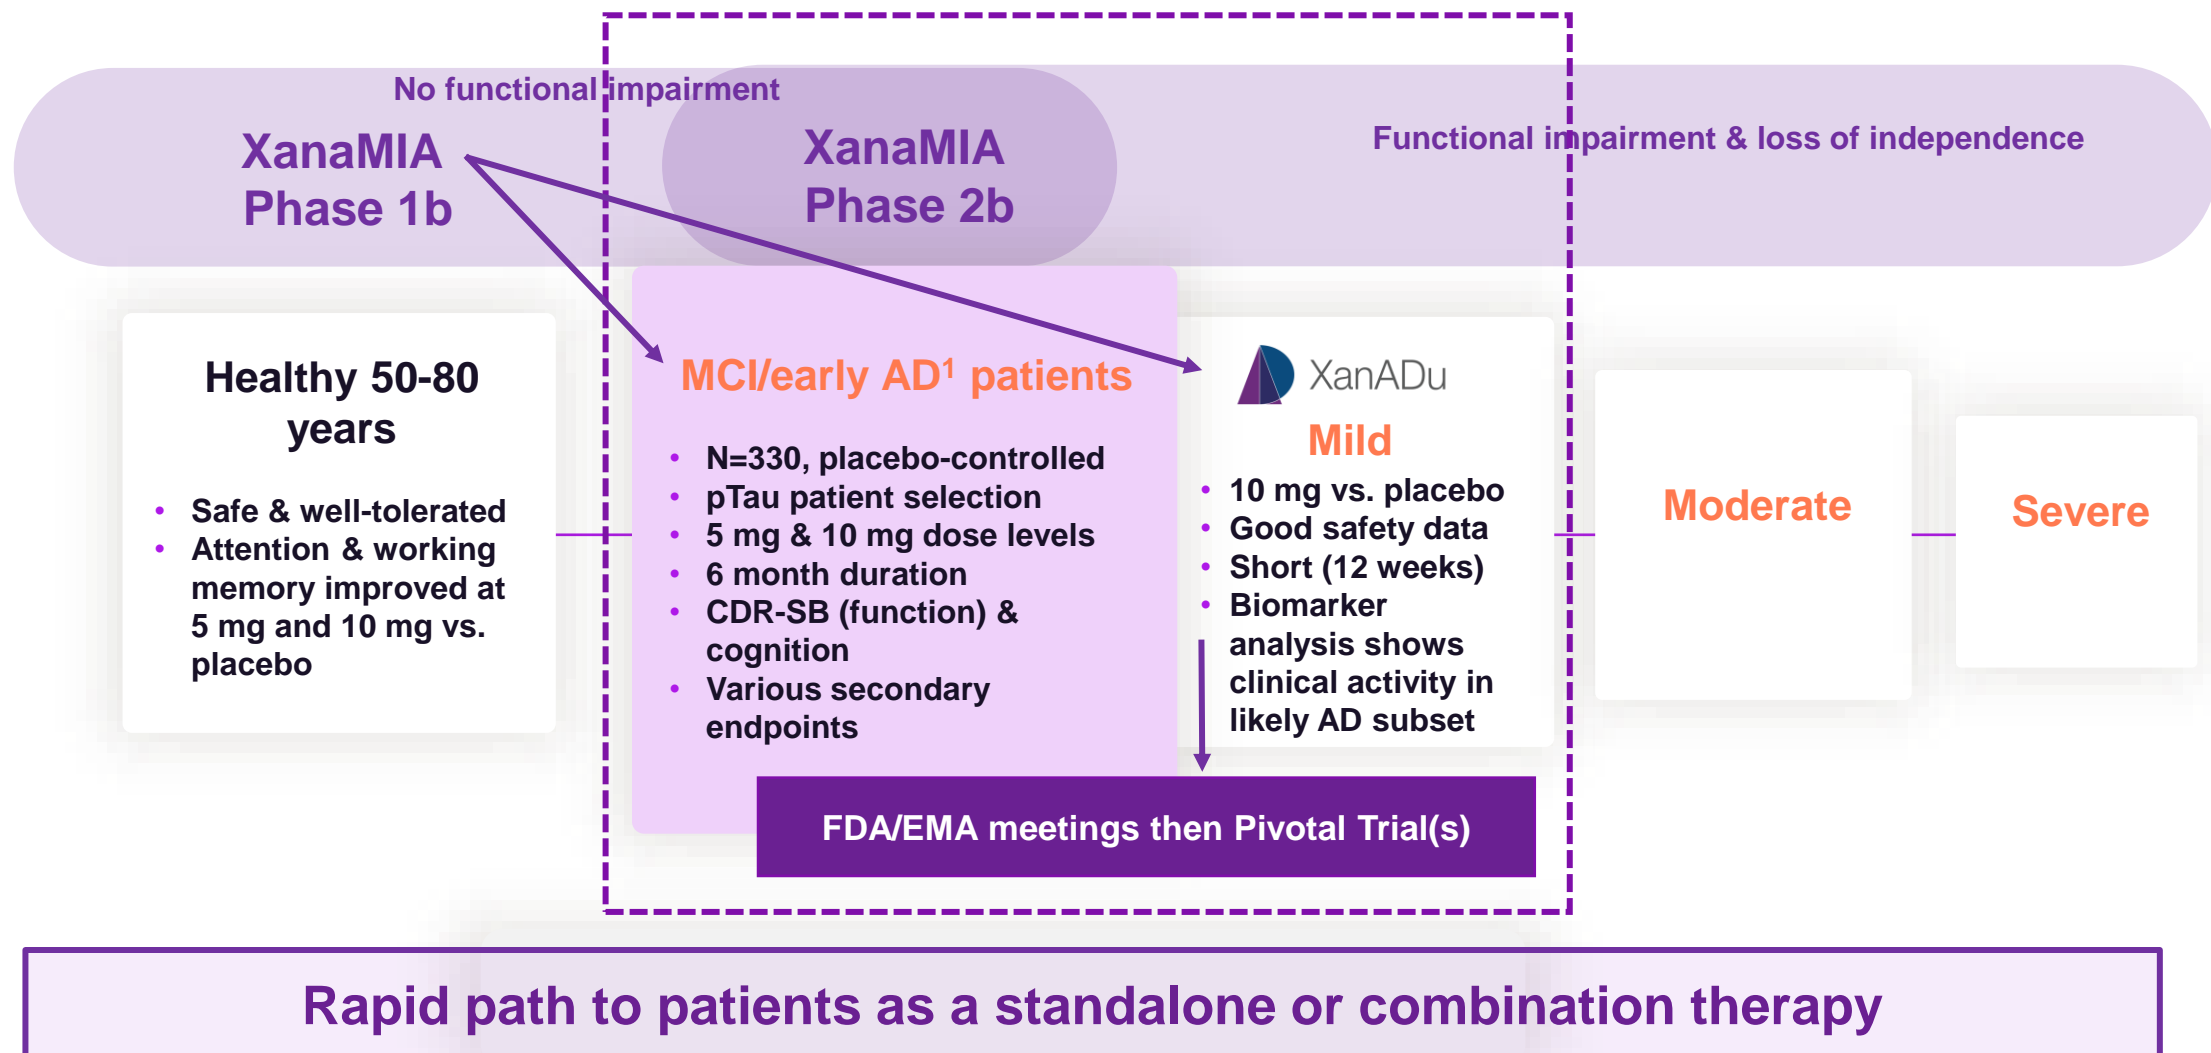 No functional impairment
XanaMIA
Phase 1b
XanaMIA
Phase 2b
Functional impairment & loss of independence
Healthy 50-80
years
• Safe & well-tolerated
• Attention & working
memory improved at
5 mg and 10 mg vs.
placebo
MCI/early AD¹ patients
• N=330, placebo-controlled
• pTau patient selection
• 5 mg & 10 mg dose levels
• 6 month duration
• CDR-SB (function) &
cognition
• Various secondary
endpoints
XanADu
Mild
• 10 mg vs. placebo
• Good safety data
• Short (12 weeks)
• Biomarker
analysis shows
clinical activity in
likely AD subset
Moderate
Severe
FDA/EMA meetings then Pivotal Trial(s)
Rapid path to patients as a standalone or combination therapy